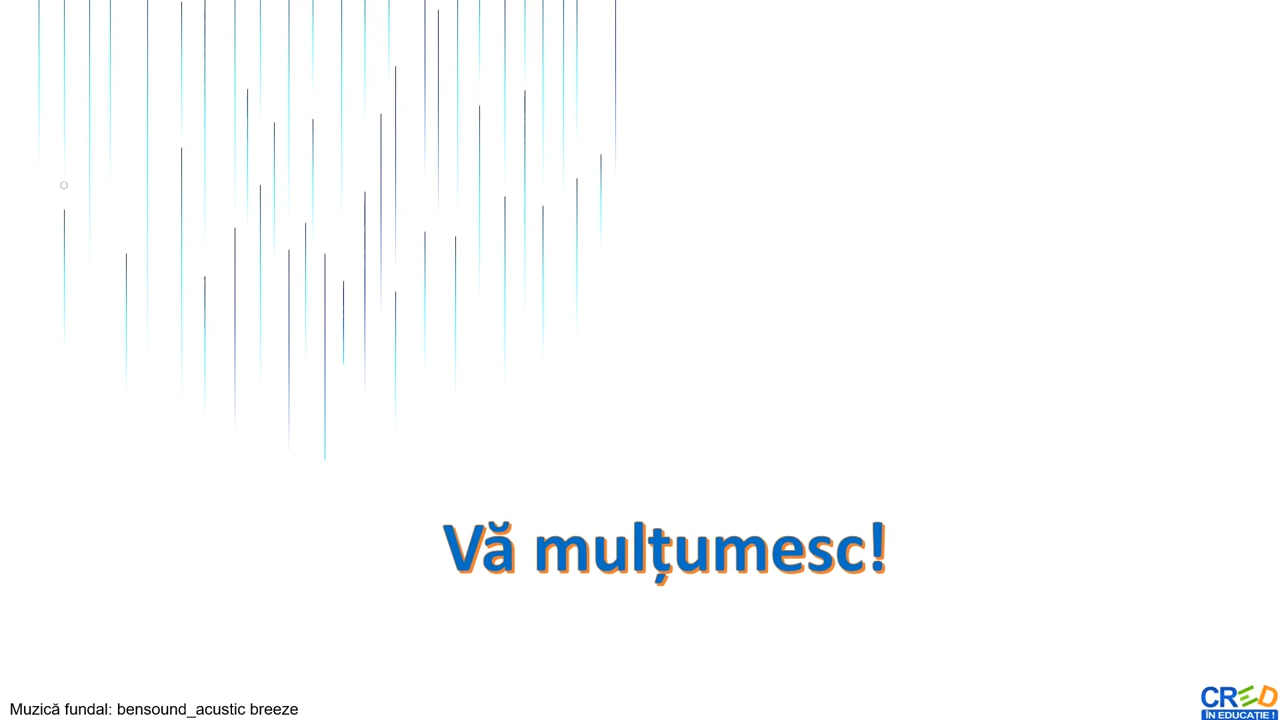 Vă mulțumesc!
Muzică fundal: bensound_acustic breeze
CRED
ÎN EDUCAȚIE !